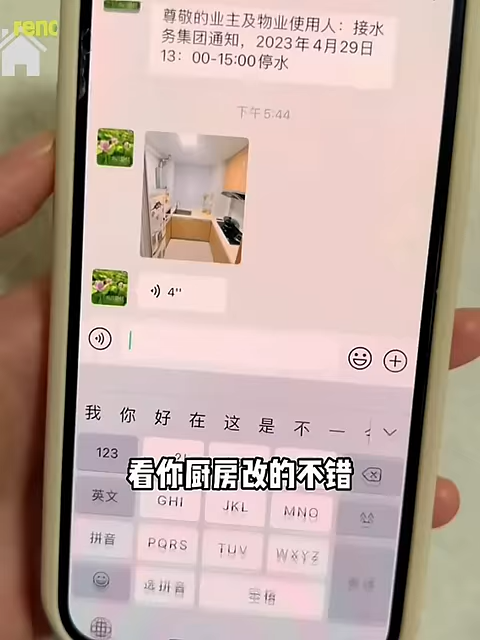 reno
尊敬的业主及物业使用人：接水
务集团通知，2023年4月29日
13：00-15:00停水
下午5:44
4"
我 你 好 在 这 是 不 一
123
看你厨房改的不错
英文 GHI JKL MNO
拼音 PQRS TUV WXYZ
选拼音 空格